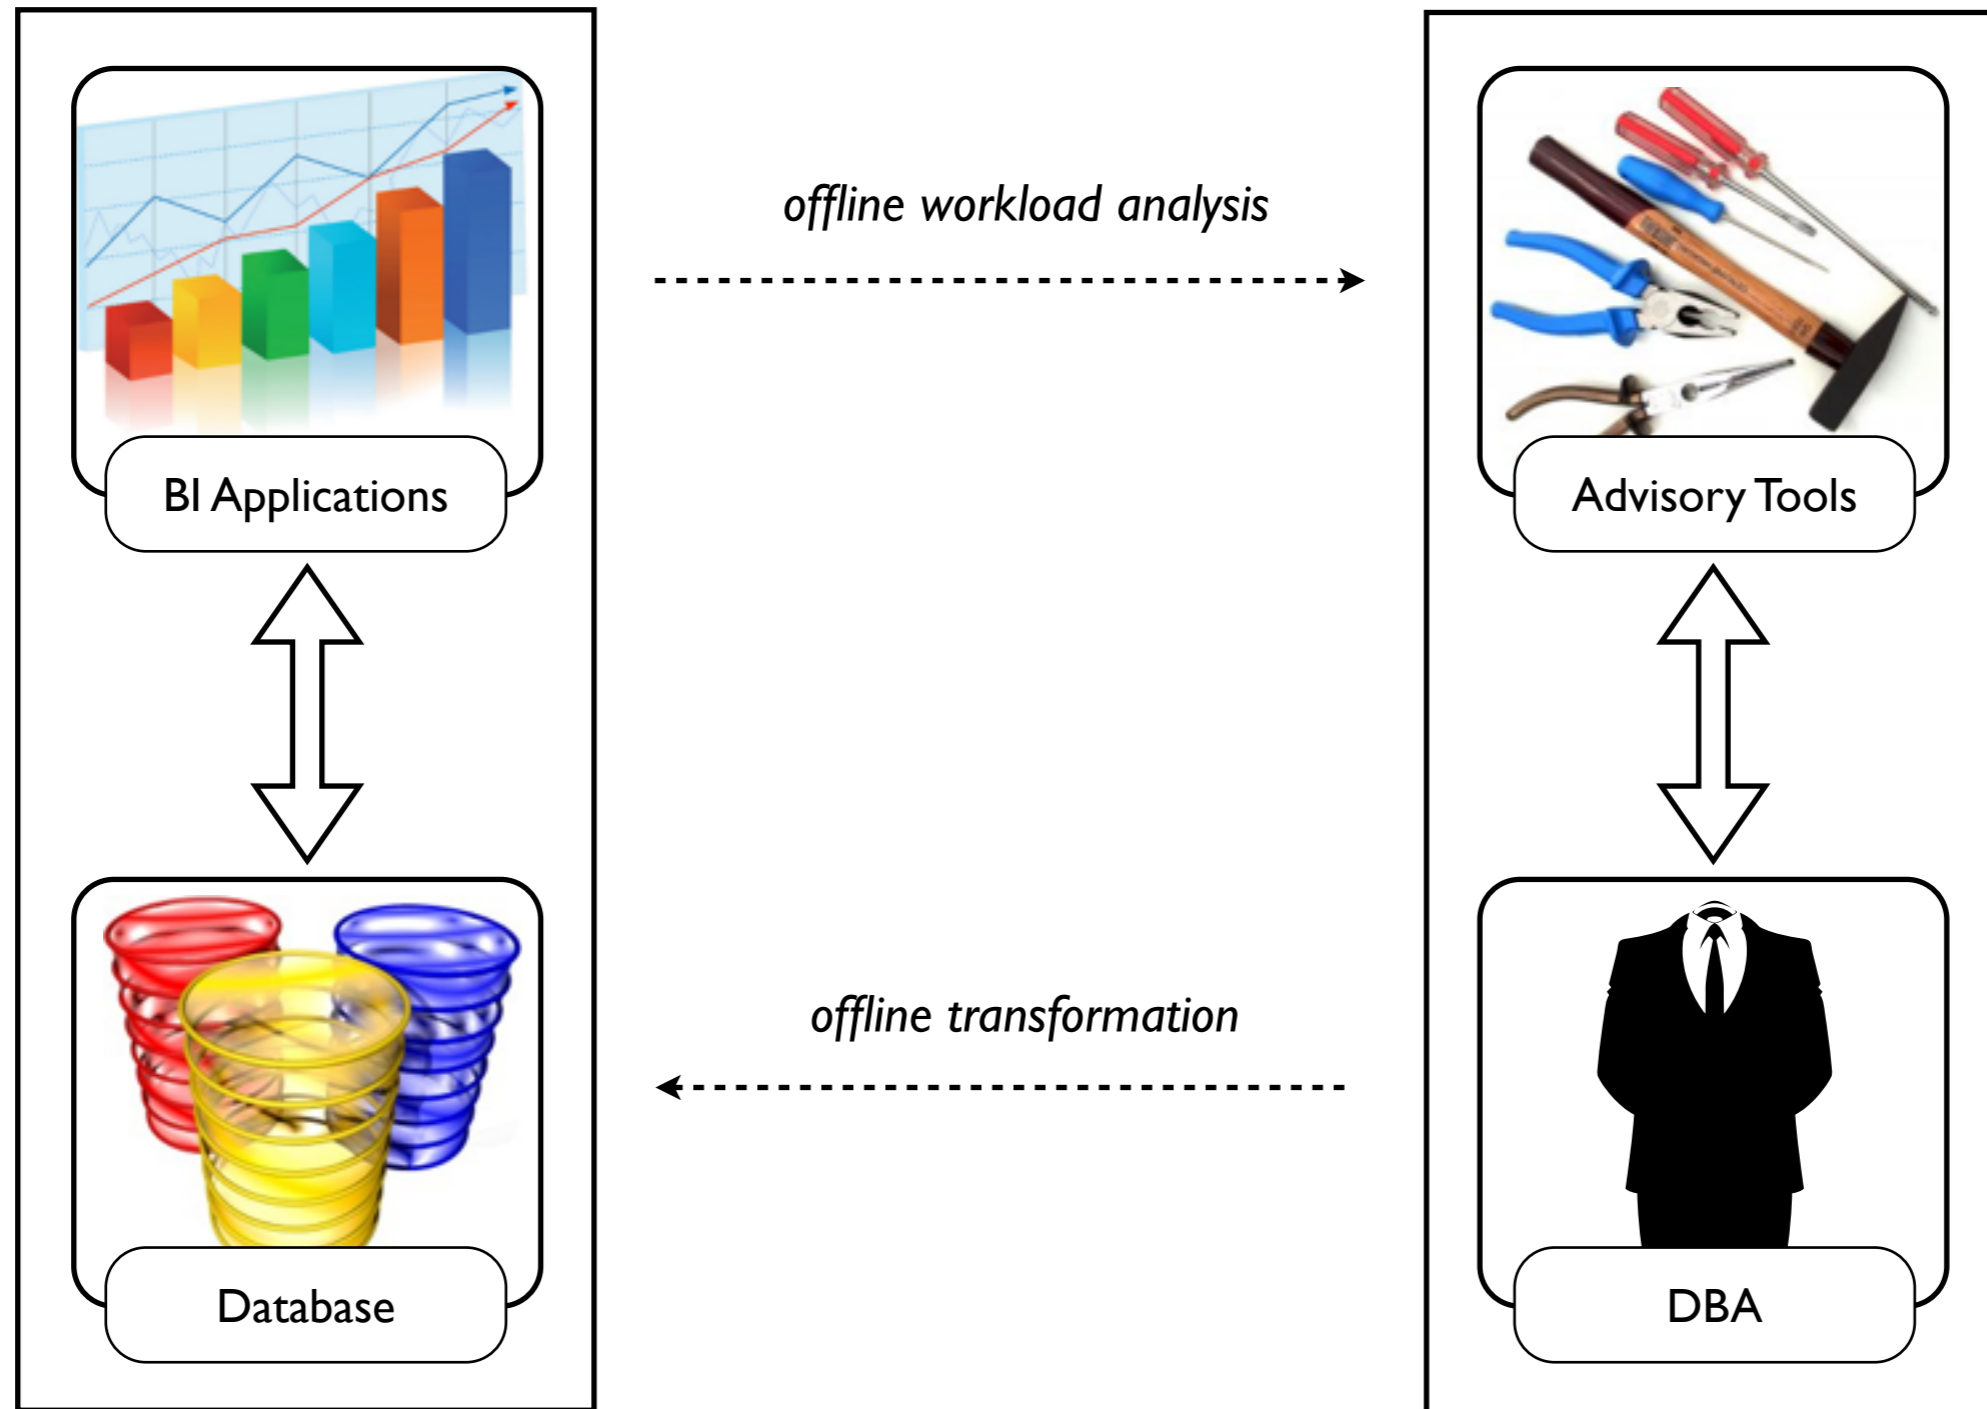 offline workload analysis
BI Applications
Advisory Tools
offline transformation
Database
DBA